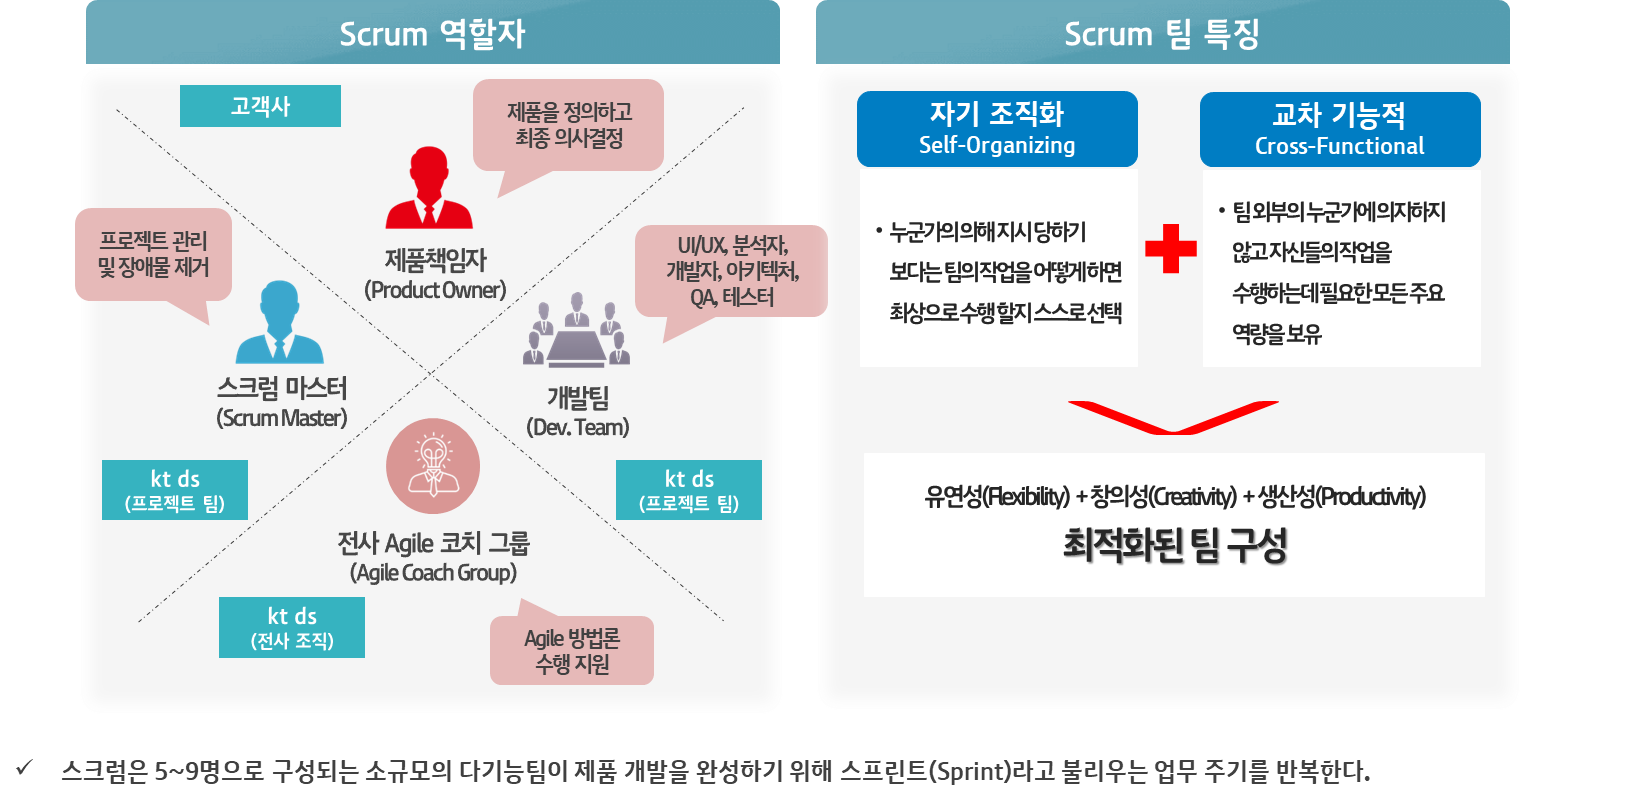 Scrum 역할자
고객사
제품을 정의하고
최종 의사결정
제품책임자
(Product Owner)
프로젝트 관리
및 장애물 제거
스크럼 마스터
(Scrum Master)
UI/UX, 분석자,
개발자, 아키텍처,
QA, 테스터
개발팀
(Dev. Team)
kt ds
(프로젝트 팀)
kt ds
(프로젝트 팀)
전사 Agile 코치 그룹
(Agile Coach Group)
kt ds
(전사 조직)
Agile 방법론
수행 지원
Scrum 팀 특징
자기 조직화
Self-Organizing
• 누군가의 의해 지시 당하기
보다는 팀의 작업을 어떻게 하면
최상으로 수행 할지 스스로 선택
교차 기능적
Cross-Functional
• 팀 외부의 누군가에 의지하지
않고 자신들의 작업을
수행하는데 필요한 모든 주요
역량을 보유
유연성(Flexibility) + 창의성(Creativity) + 생산성(Productivity)
최적화된 팀 구성
✓ 스크럼은 5~9명으로 구성되는 소규모의 다기능팀이 제품 개발을 완성하기 위해 스프린트(Sprint)라고 불리우는 업무 주기를 반복한다.